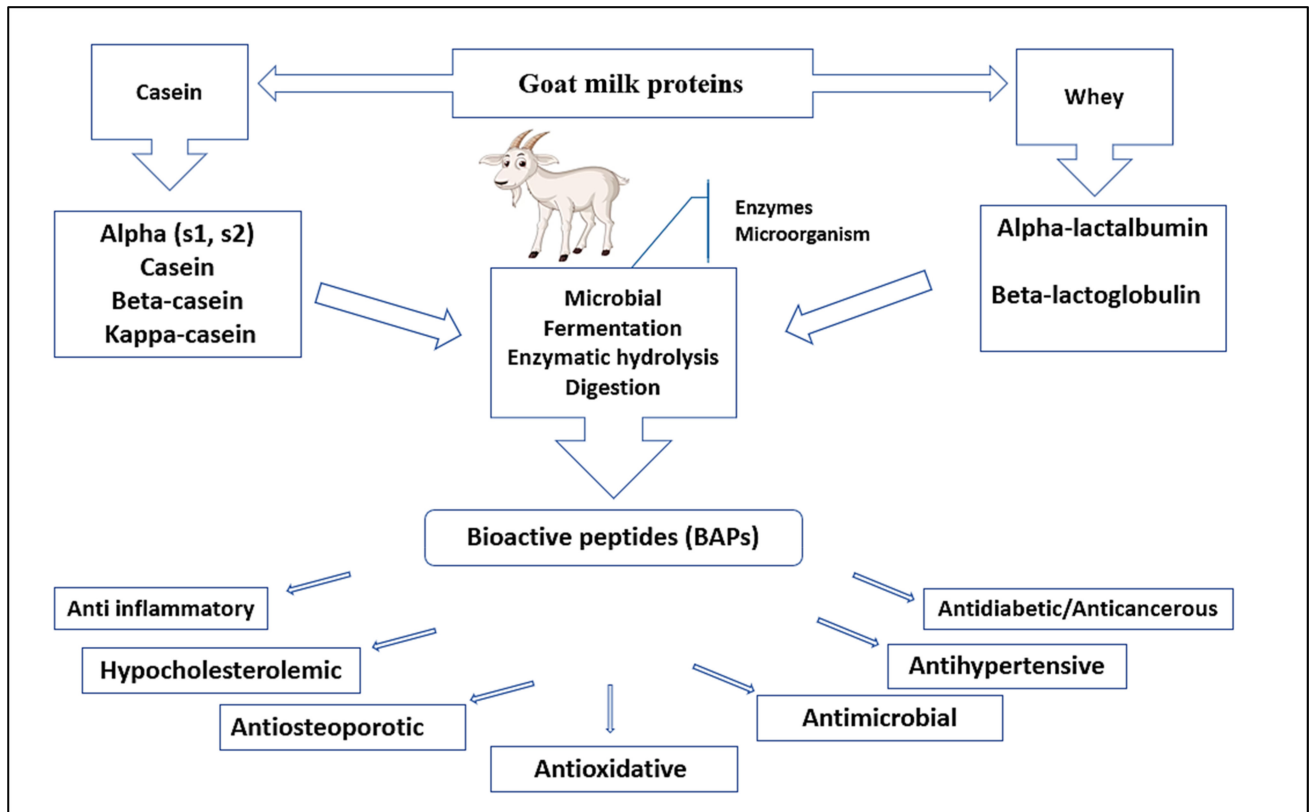 Goat milk proteins
Casein
Whey
Enzymes
Microorganism
Alpha (s1, s2)
Casein
Beta-casein
Kappa-casein
Alpha-lactalbumin
Beta-lactoglobulin
Microbial
Fermentation
Enzymatic hydrolysis
Digestion
Bioactive peptides (BAPs)
Anti inflammatory
Hypocholesterolemic
Antiosteoporotic
Antioxidative
Antimicrobial
Antihypertensive
Antidiabetic/Anticancerous